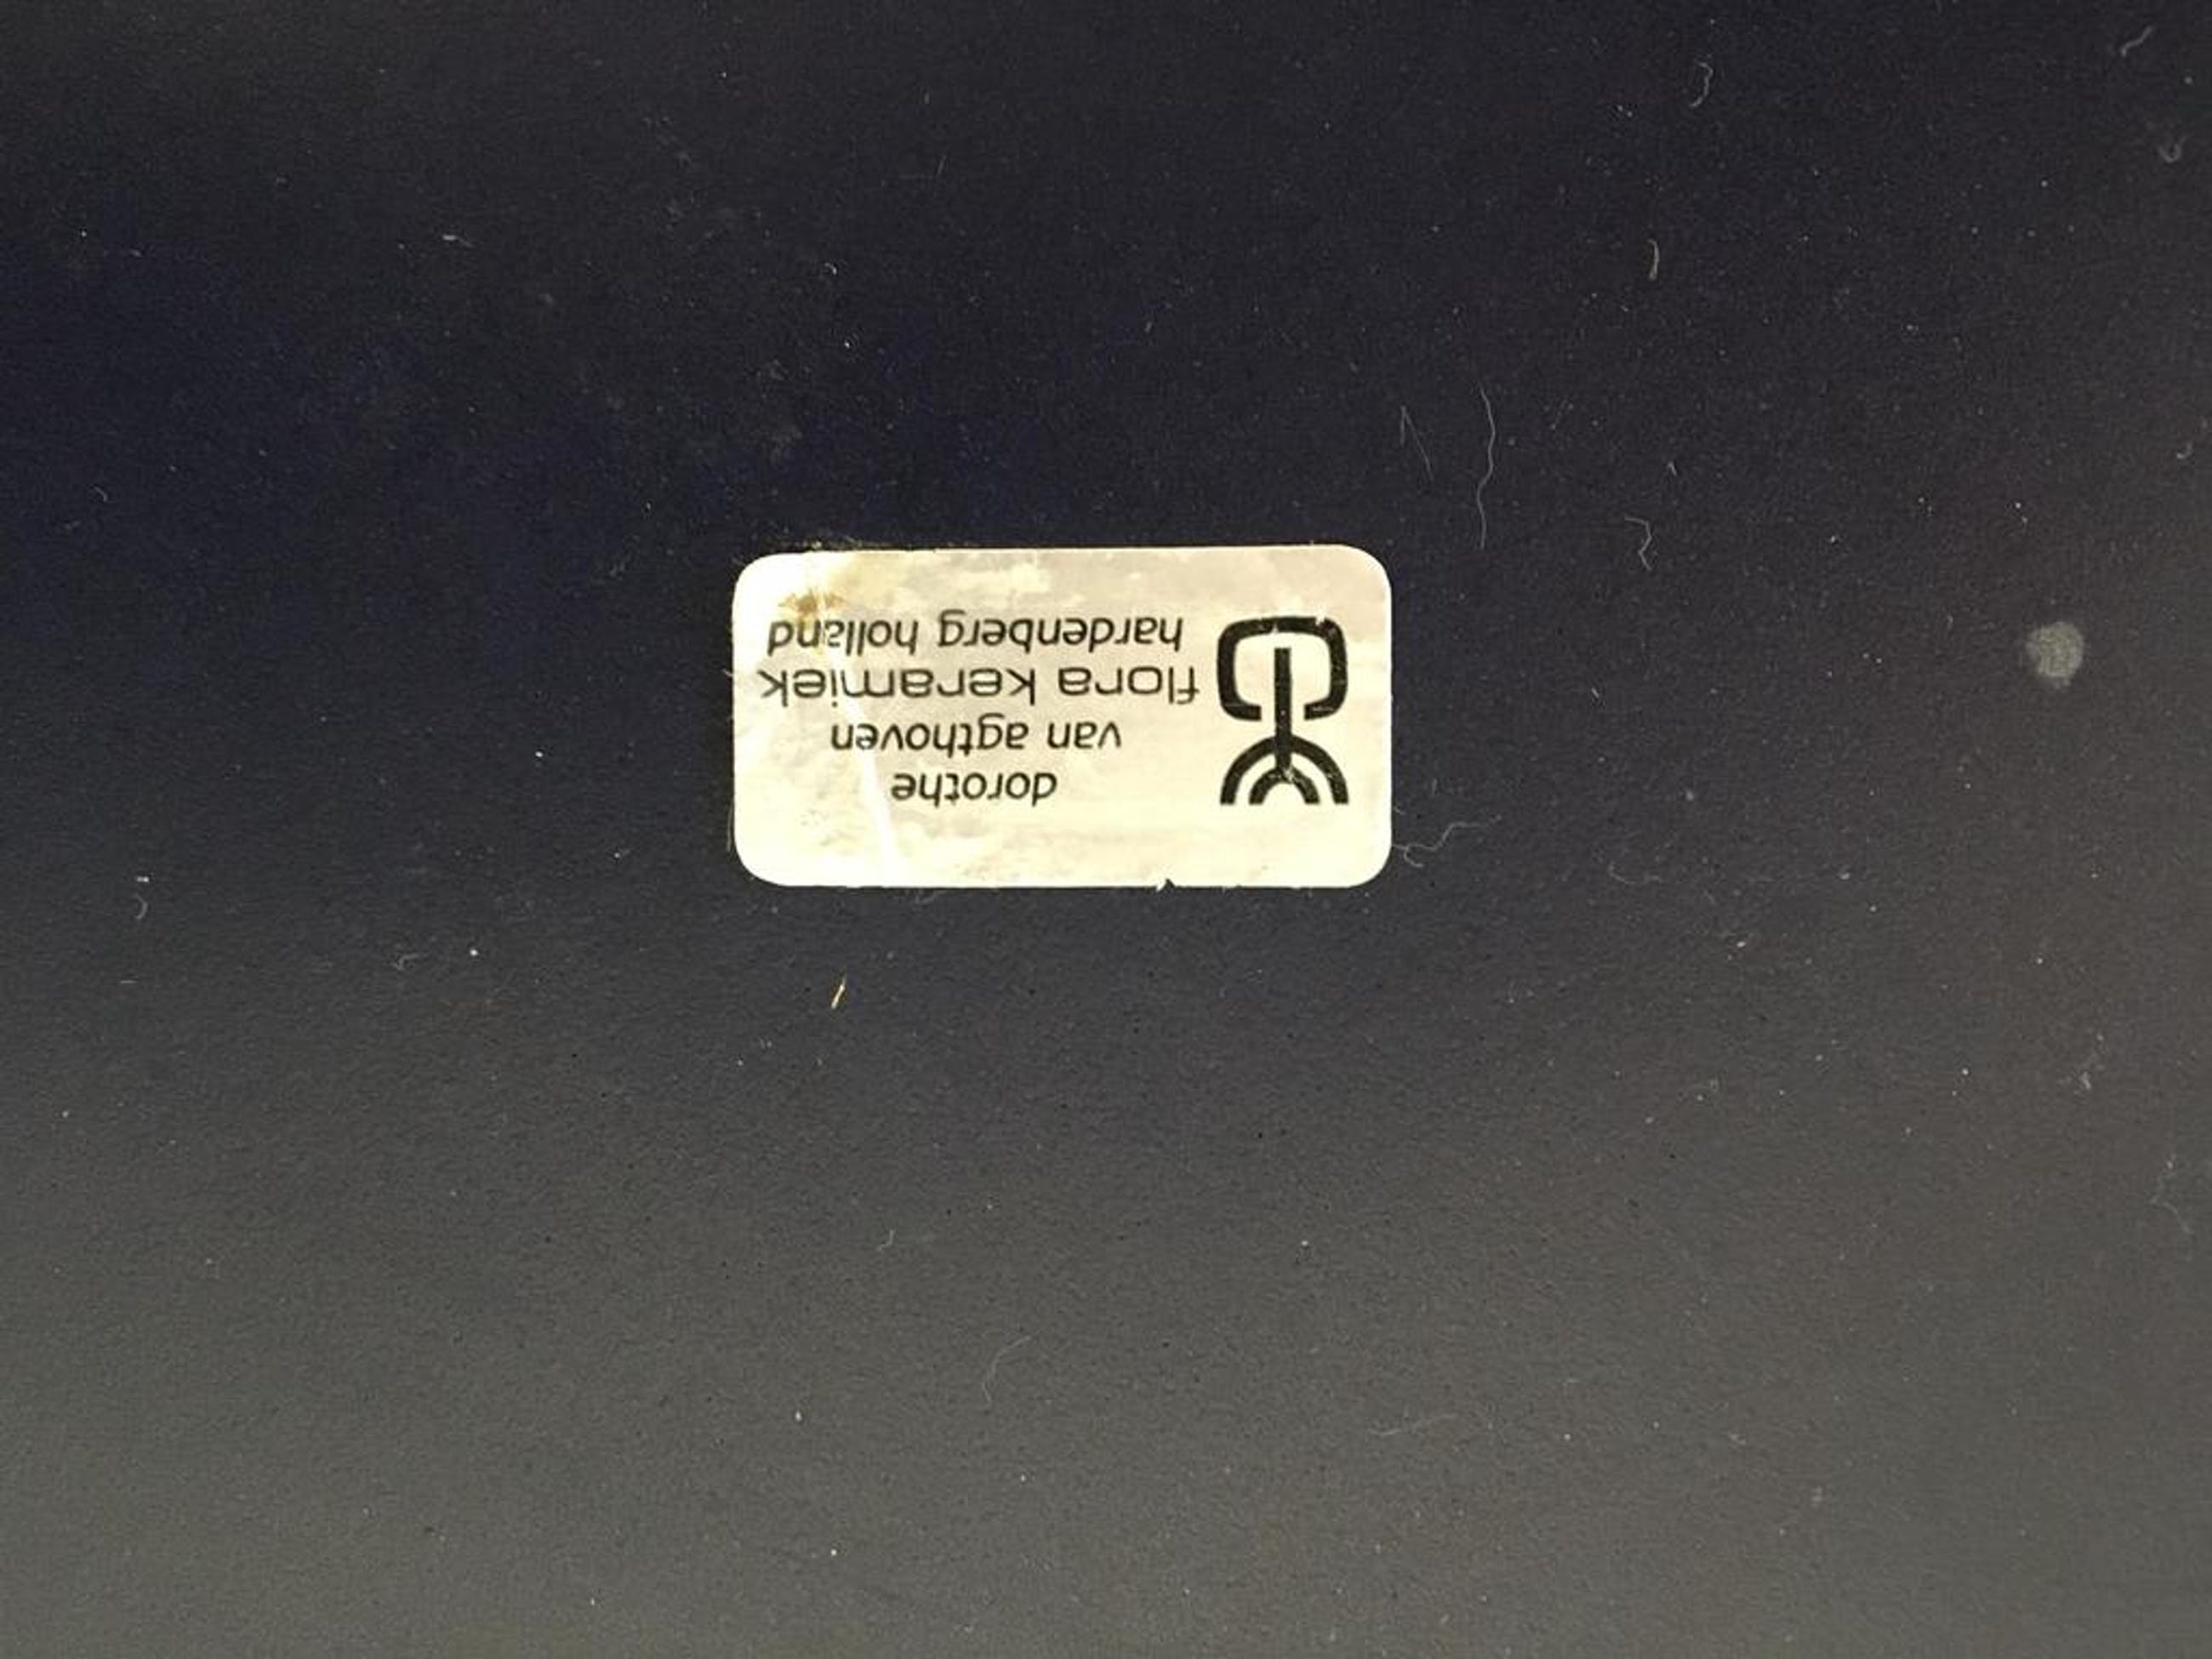 dorothe
van agthoven
flora keramiek
hardenberg holland